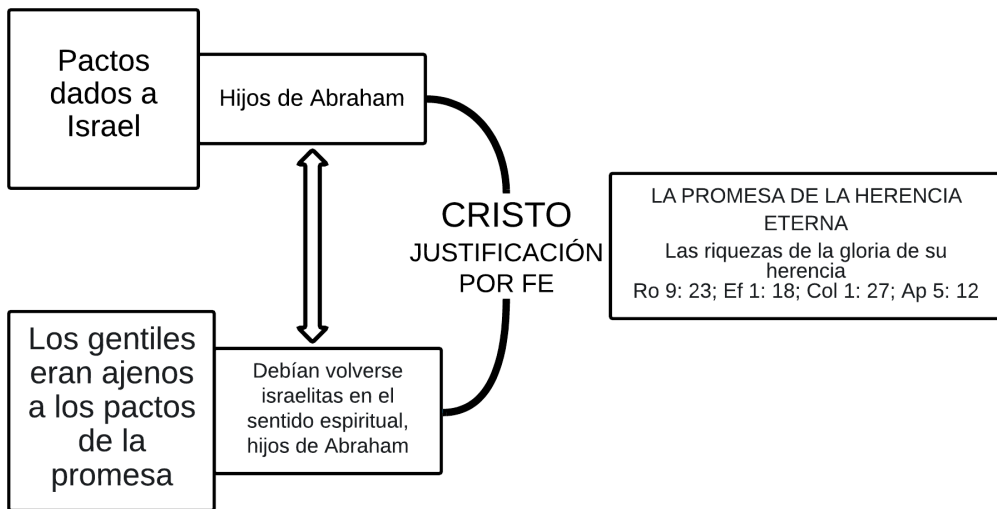 Pactos
dados a
Israel
Hijos de Abraham
CRISTO
JUSTIFICACIÓN
POR FE
LA PROMESA DE LA HERENCIA
ETERNA
Las riquezas de la gloria de su
herencia
Ro 9: 23; Ef 1: 18; Col 1: 27; Ap 5: 12
Los gentiles
eran ajenos
a los pactos
de la
promesa
Debían volverse
israelitas en el
sentido espiritual,
hijos de Abraham